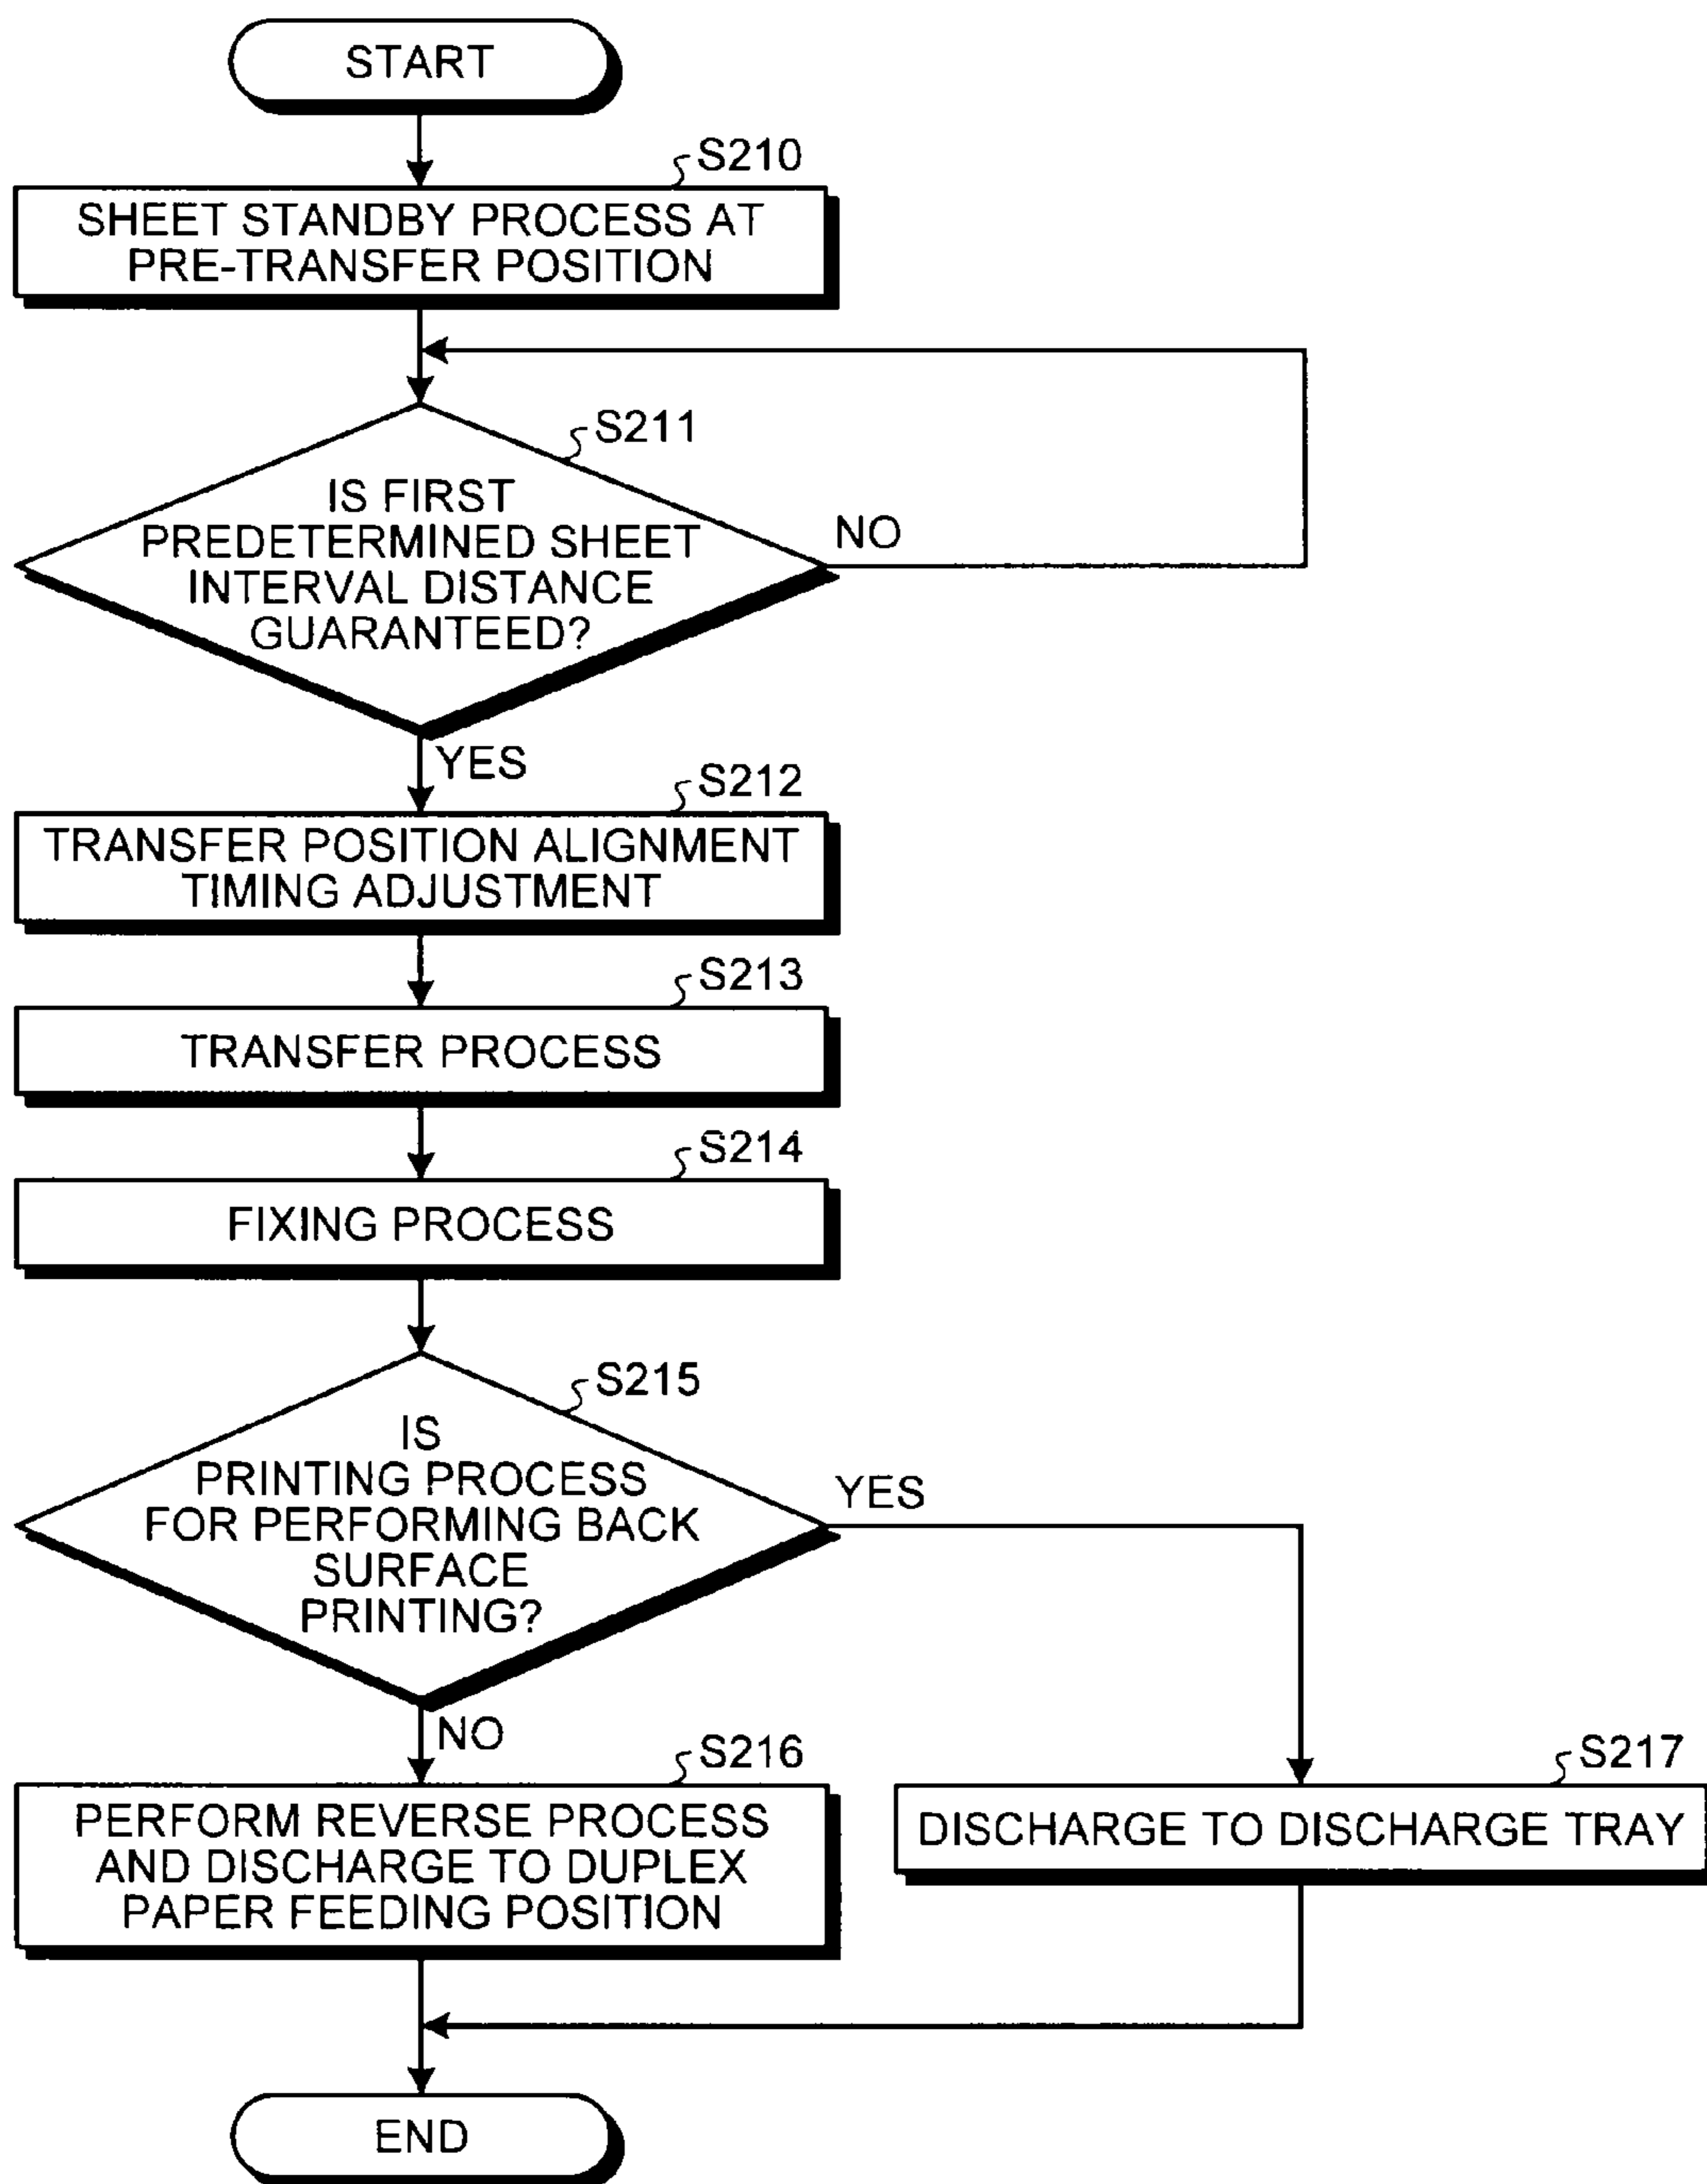 START
S210
SHEET STANDBY PROCESS AT
PRE-TRANSFER POSITION
S211
IS FIRST
PREDETERMINED SHEET
INTERVAL DISTANCE
GUARANTEED?
NO
YES
S212
TRANSFER POSITION ALIGNMENT
TIMING ADJUSTMENT
S213
TRANSFER PROCESS
S214
FIXING PROCESS
S215
IS
PRINTING PROCESS
FOR PERFORMING BACK
SURFACE
PRINTING?
YES
NO
S216
PERFORM REVERSE PROCESS
AND DISCHARGE TO DUPLEX
PAPER FEEDING POSITION
S217
DISCHARGE TO DISCHARGE TRAY
END